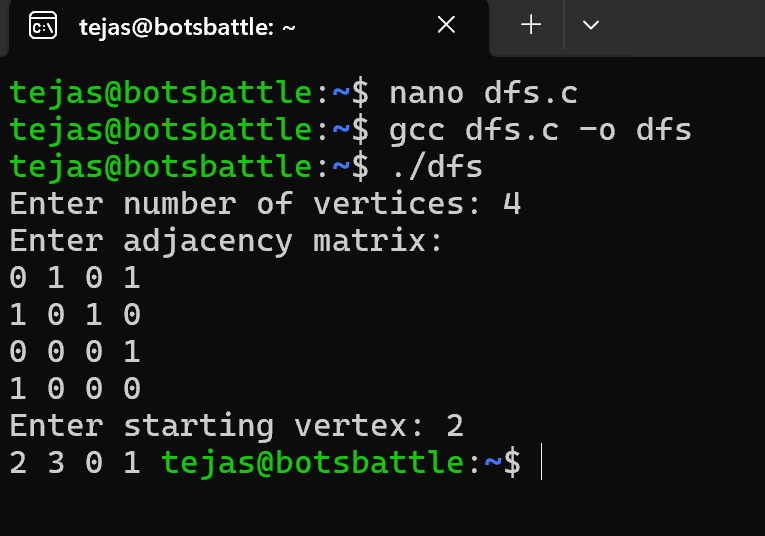 tejas@botsbattle: ~
tejas@botsbattle:~$ nano dfs.c
tejas@botsbattle:~$ gcc dfs.c -o dfs
tejas@botsbattle:~$ ./dfs
Enter number of vertices: 4
Enter adjacency matrix:
0 1 0 1
1 0 1 0
0 0 0 1
1 0 0 0
Enter starting vertex: 2
2 3 0 1 tejas@botsbattle:~$